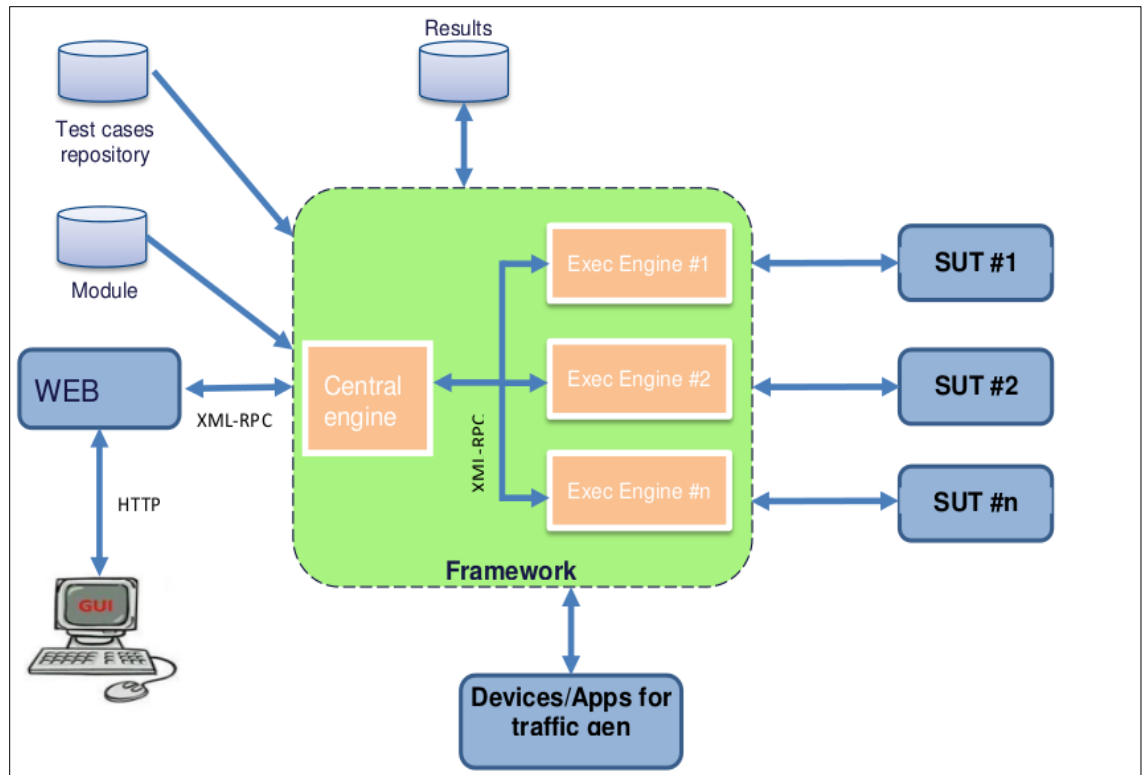 Results
Test cases
repository
Module
WEB
XML-RPC
HTTP
GUI
Central
engine
XML-RPC
Exec Engine #1
Exec Engine #2
Exec Engine #n
Framework
SUT #1
SUT #2
SUT #n
Devices/Apps for
traffic gen